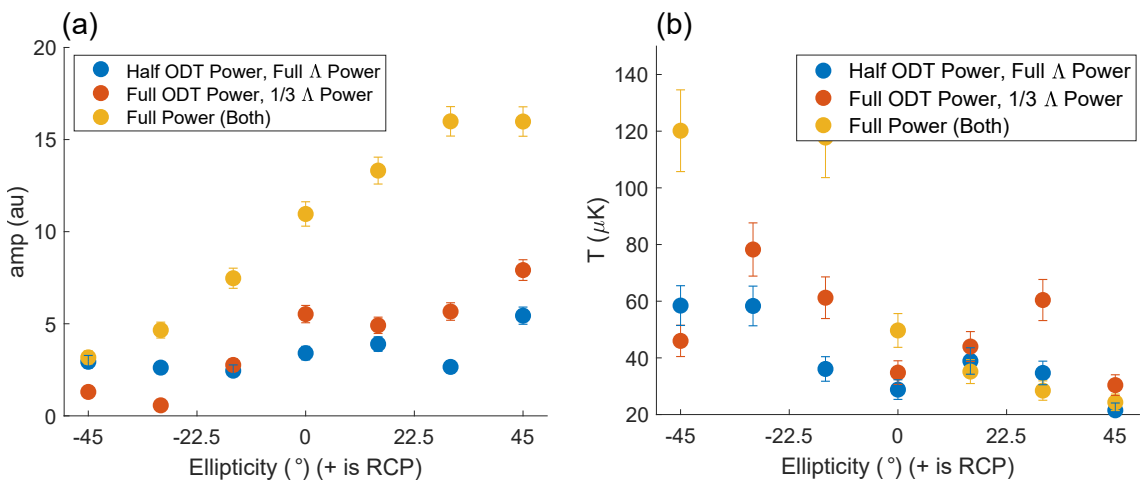 (a)
20
15
10
5
0
amp (au)
Half ODT Power, Full Λ Power
Full ODT Power, 1/3 Λ Power
Full Power (Both)
-45 -22.5 0 22.5 45
Ellipticity (°) (+ is RCP)
(b)
140
120
100
80
60
40
20
T (μK)
Half ODT Power, Full Λ Power
Full ODT Power, 1/3 Λ Power
Full Power (Both)
-45 -22.5 0 22.5 45
Ellipticity (°) (+ is RCP)